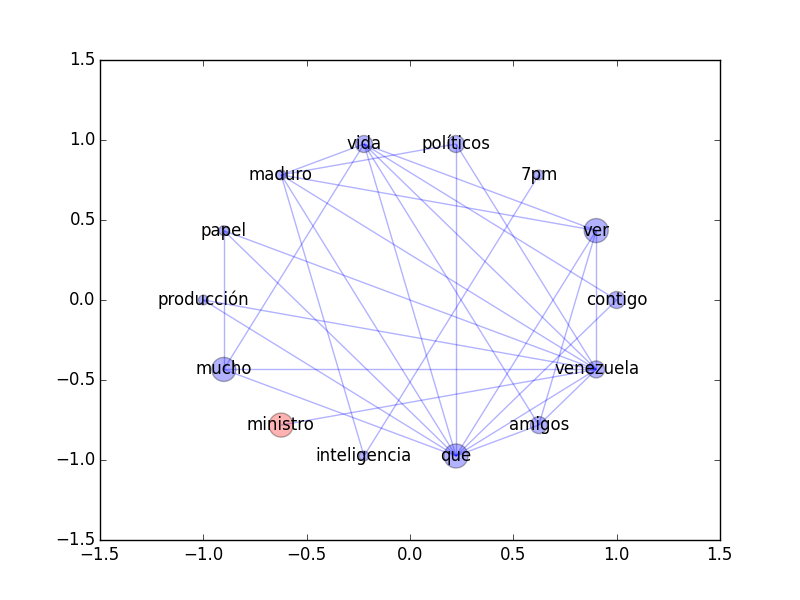 1.5
vida políticos
1.0
maduro 7pm
0.5
papel ver
0.0
producción contigo
mucho venezuela
−0.5
ministro amigos
inteligencia que
−1.0
−1.5
−1.5 −1.0 −0.5 0.0 0.5 1.0 1.5